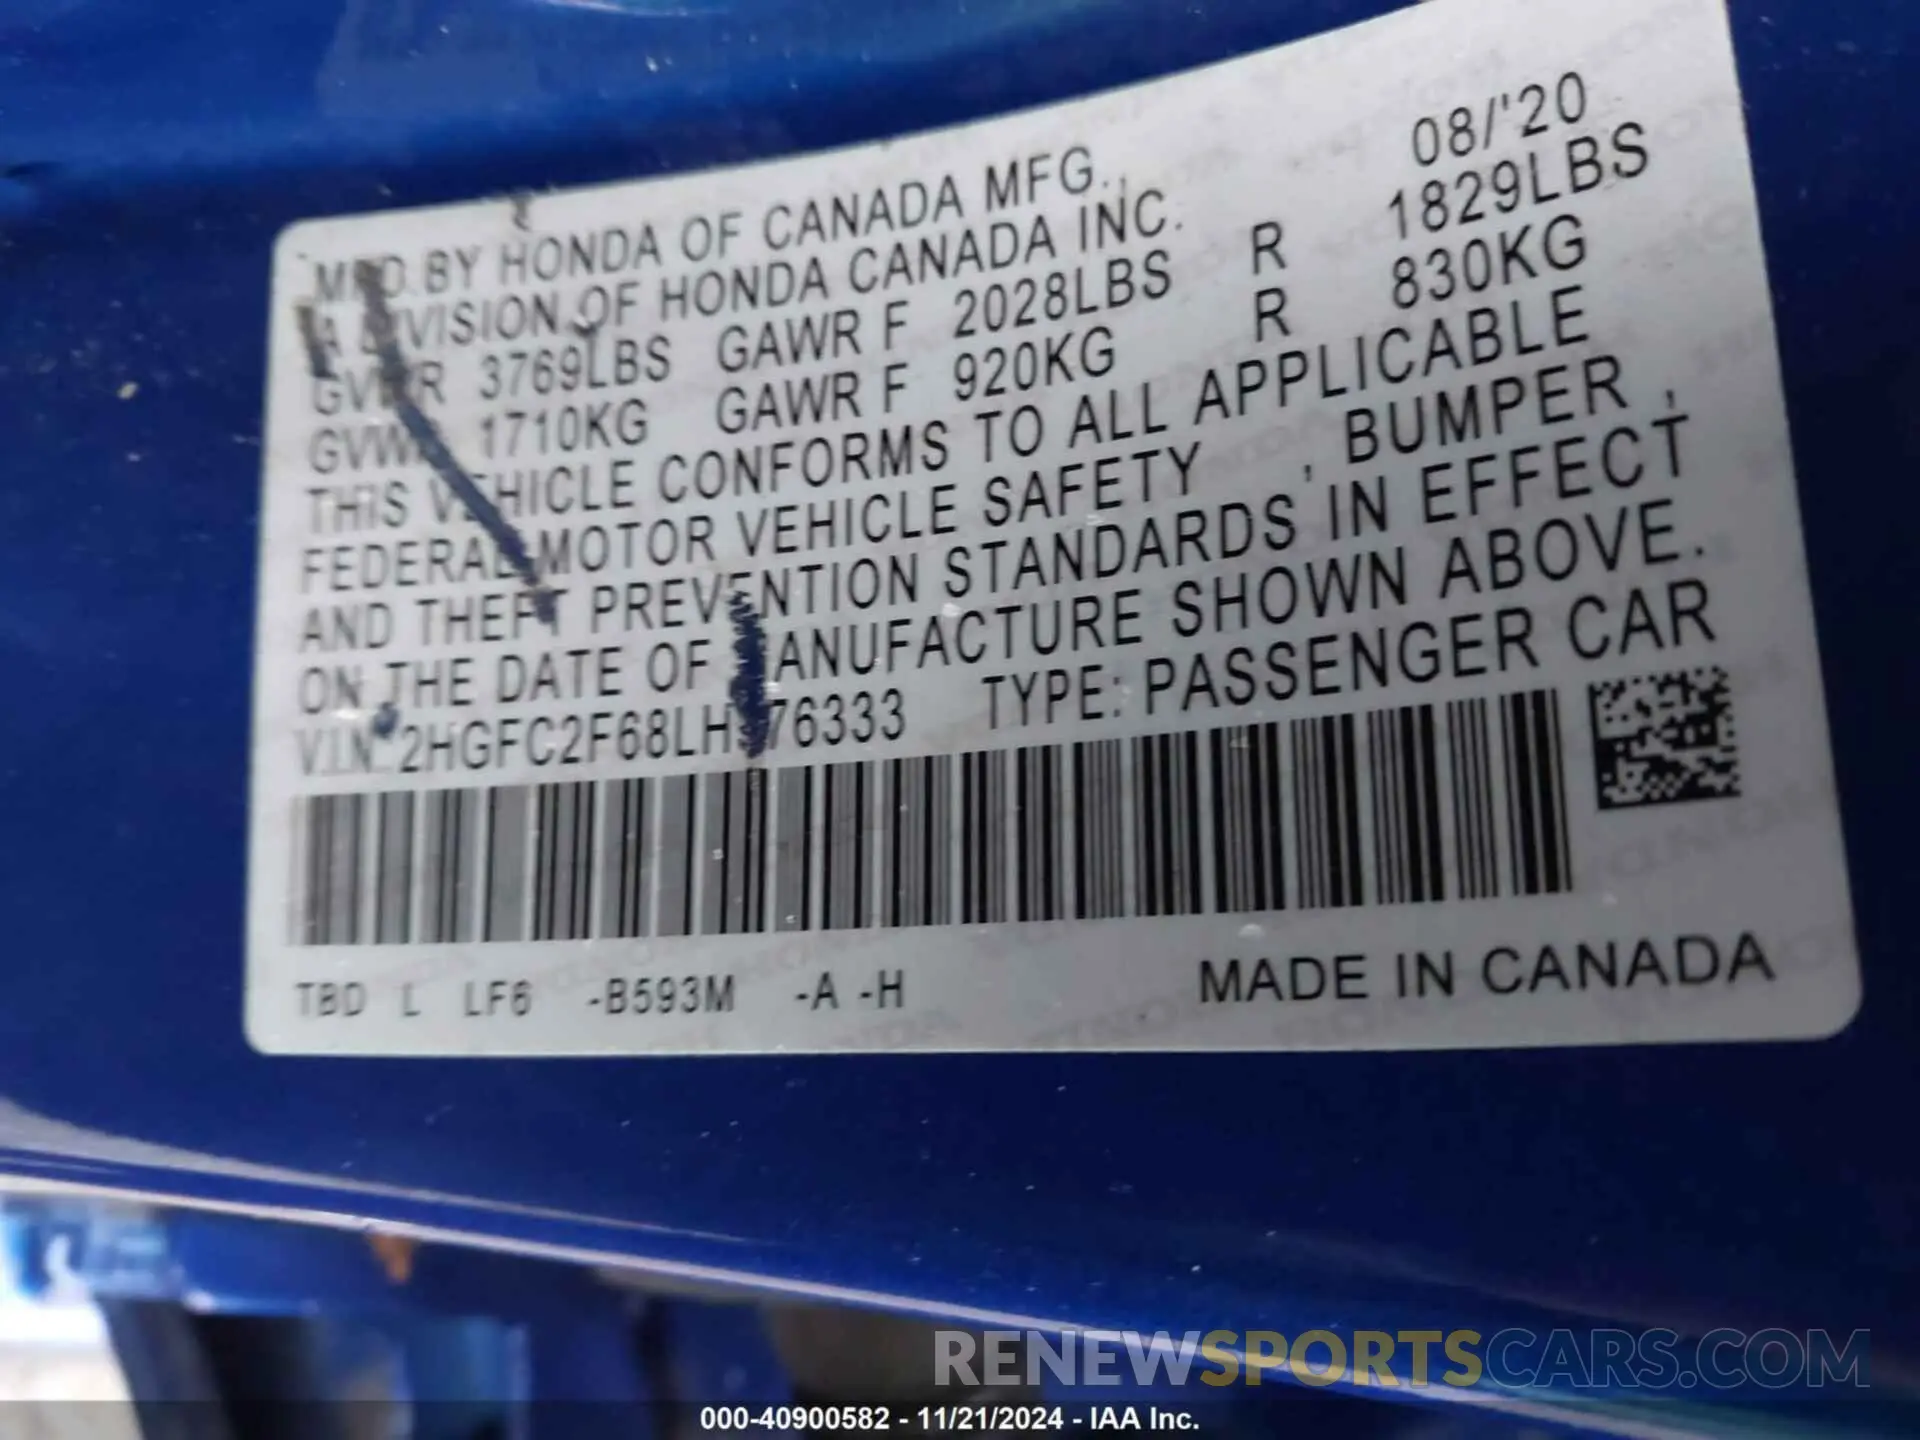 08/'20
MFD. BY HONDA OF CANADA MFG.,
A DIVISION OF HONDA CANADA INC.
GVWR 3769LBS GAWR F 2028LBS R 1829LBS
GVWR 1710KG GAWR F 920KG R 830KG
THIS VEHICLE CONFORMS TO ALL APPLICABLE
FEDERAL MOTOR VEHICLE SAFETY , BUMPER ,
AND THEFT PREVENTION STANDARDS IN EFFECT
ON THE DATE OF MANUFACTURE SHOWN ABOVE.
VIN: TYPE: PASSENGER CAR
TBD L LF6 -B593M -A -H
MADE IN CANADA
RENEWSPORTSCARS.COM
000-40900582 - 11/21/2024 - IAA Inc.